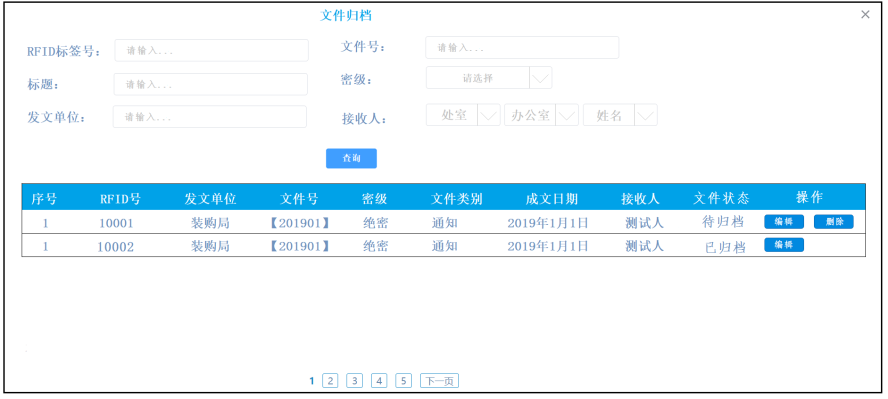 文件归档 ×
RFID标签号： 请输入... 文件号： 请输入...
标题： 请输入... 密级： 请选择
发文单位： 请输入... 接收人： 处室 办公室 姓名
查询
序号 RFID号 发文单位 文件号 密级 文件类别 成文日期 接收人 文件状态 操作
1 10001 装购局 【201901】 绝密 通知 2019年1月1日 测试人 待归档 编辑 删除
1 10002 装购局 【201901】 绝密 通知 2019年1月1日 测试人 已归档 编辑
1 2 3 4 5 下一页